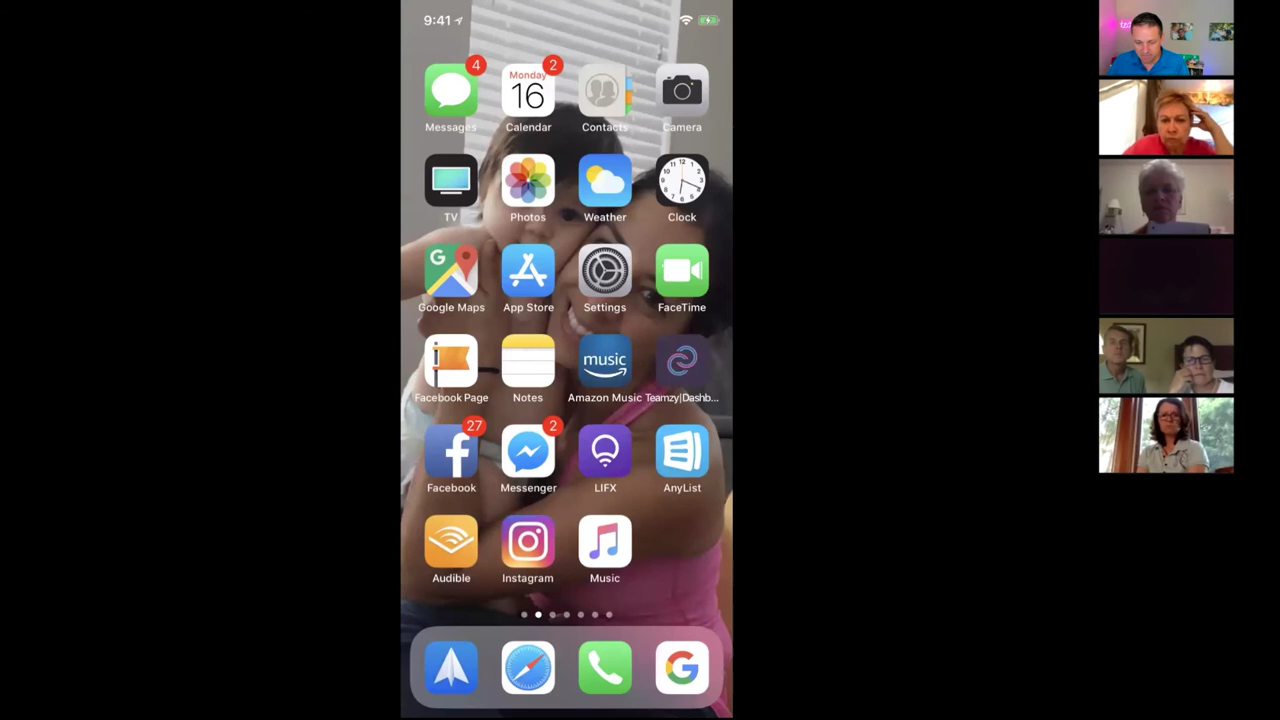 9:41
4
2
Monday
16
Messages
Calendar
Contacts
Camera
12
TV
Photos
Weather
Clock
G
Google Maps
App Store
Settings
FaceTime
music
Facebook Page
Notes
Amazon Music
Teamzy|Dashb...
27
2
f
Facebook
Messenger
LIFX
AnyList
Audible
Instagram
Music
G